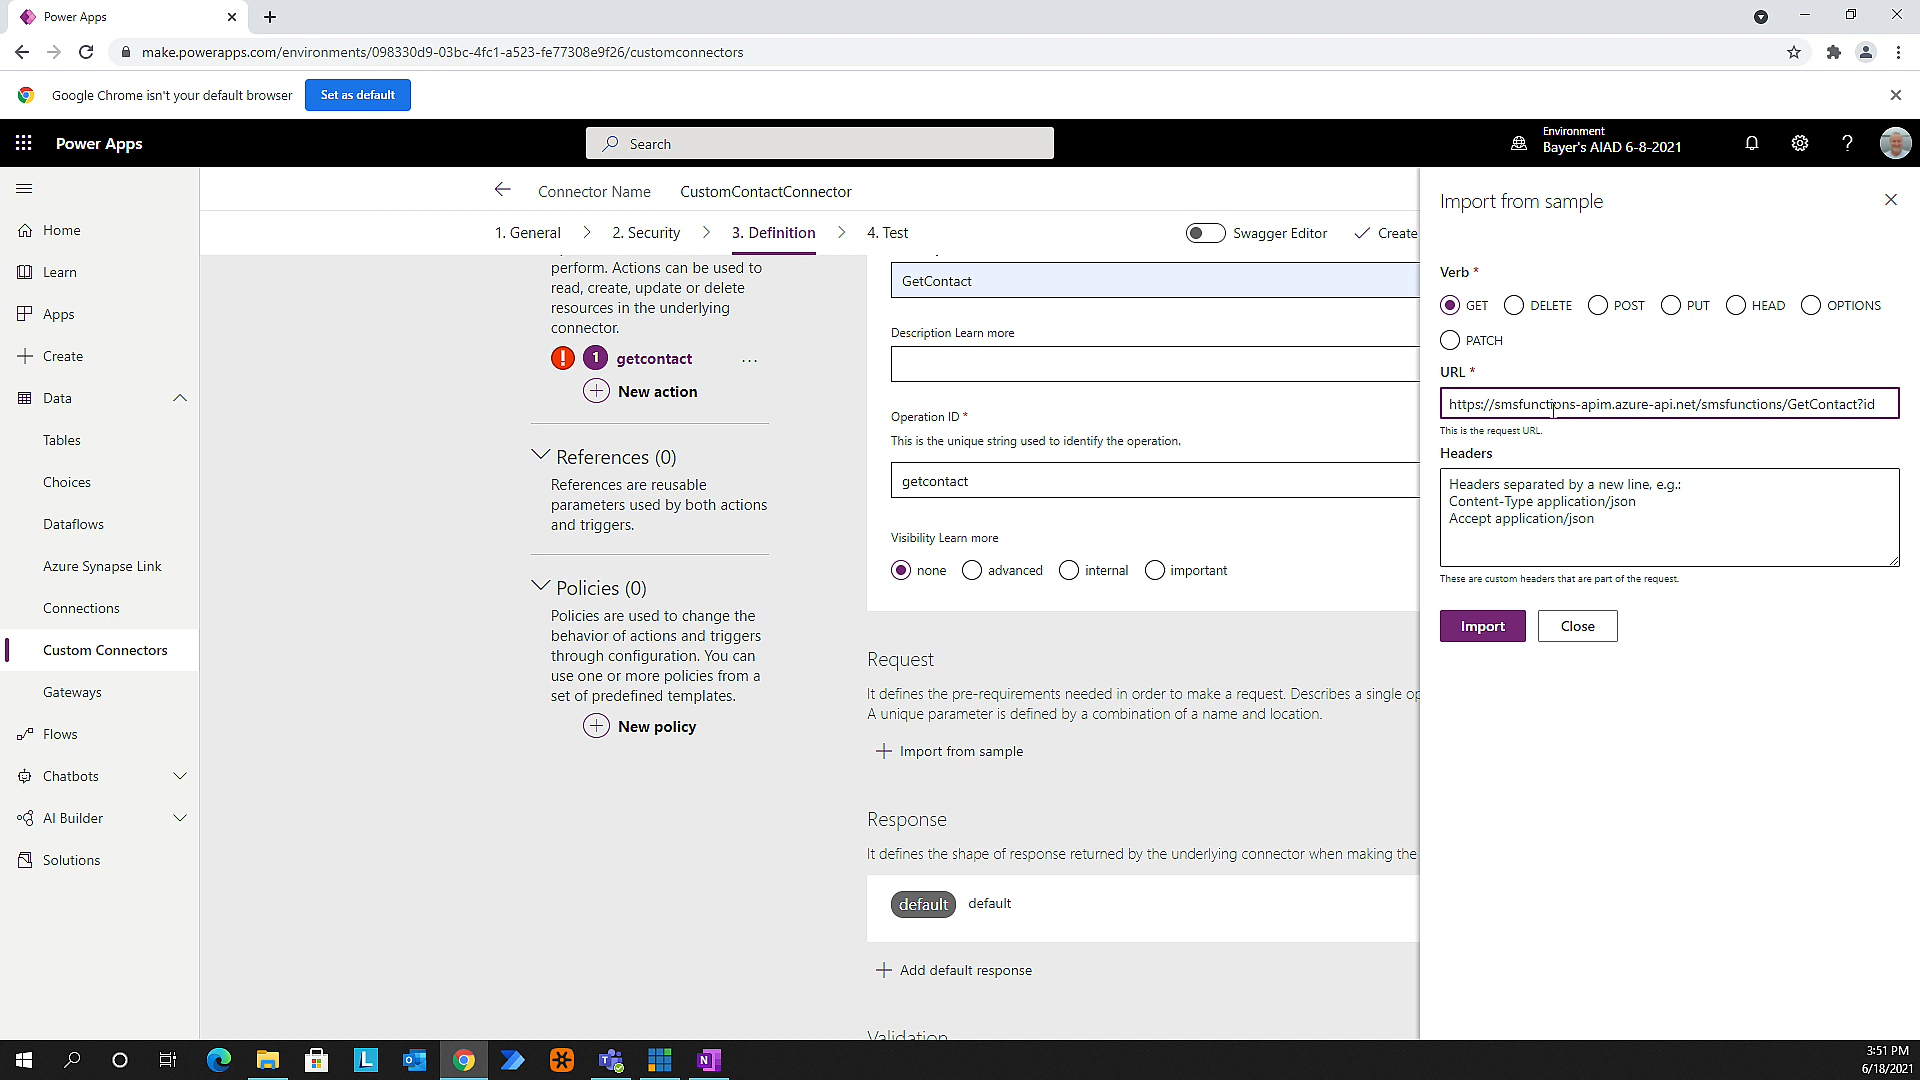 Power Apps
make.powerapps.com/environments/098330d9-03bc-4fc1-a523-fe77308e9f26/customconnectors
Google Chrome isn't your default browser
Set as default
Power Apps
Search
Environment
Bayer's AIAD 6-8-2021
Home
Learn
Apps
Create
Data
Tables
Choices
Dataflows
Azure Synapse Link
Connections
Custom Connectors
Gateways
Flows
Chatbots
AI Builder
Solutions
Connector Name
CustomContactConnector
1. General
2. Security
3. Definition
4. Test
Swagger Editor
Create
perform. Actions can be used to
read, create, update or delete
resources in the underlying
connector.
1
getcontact
...
New action
References (0)
References are reusable
parameters used by both actions
and triggers.
Policies (0)
Policies are used to change the
behavior of actions and triggers
through configuration. You can
use one or more policies from a
set of predefined templates.
New policy
GetContact
Description Learn more
Operation ID *
This is the unique string used to identify the operation.
getcontact
Visibility Learn more
none
advanced
internal
important
Request
It defines the pre-requirements needed in order to make a request. Describes a single op
A unique parameter is defined by a combination of a name and location.
Import from sample
Response
It defines the shape of response returned by the underlying connector when making the
default
default
Add default response
Validation
Import from sample
Verb *
GET
DELETE
POST
PUT
HEAD
OPTIONS
PATCH
URL *
https://smsfunctions-apim.azure-api.net/smsfunctions/GetContact?id
This is the request URL.
Headers
Headers separated by a new line, e.g.:
Content-Type application/json
Accept application/json
These are custom headers that are part of the request.
Import
Close
3:51 PM
6/18/2021